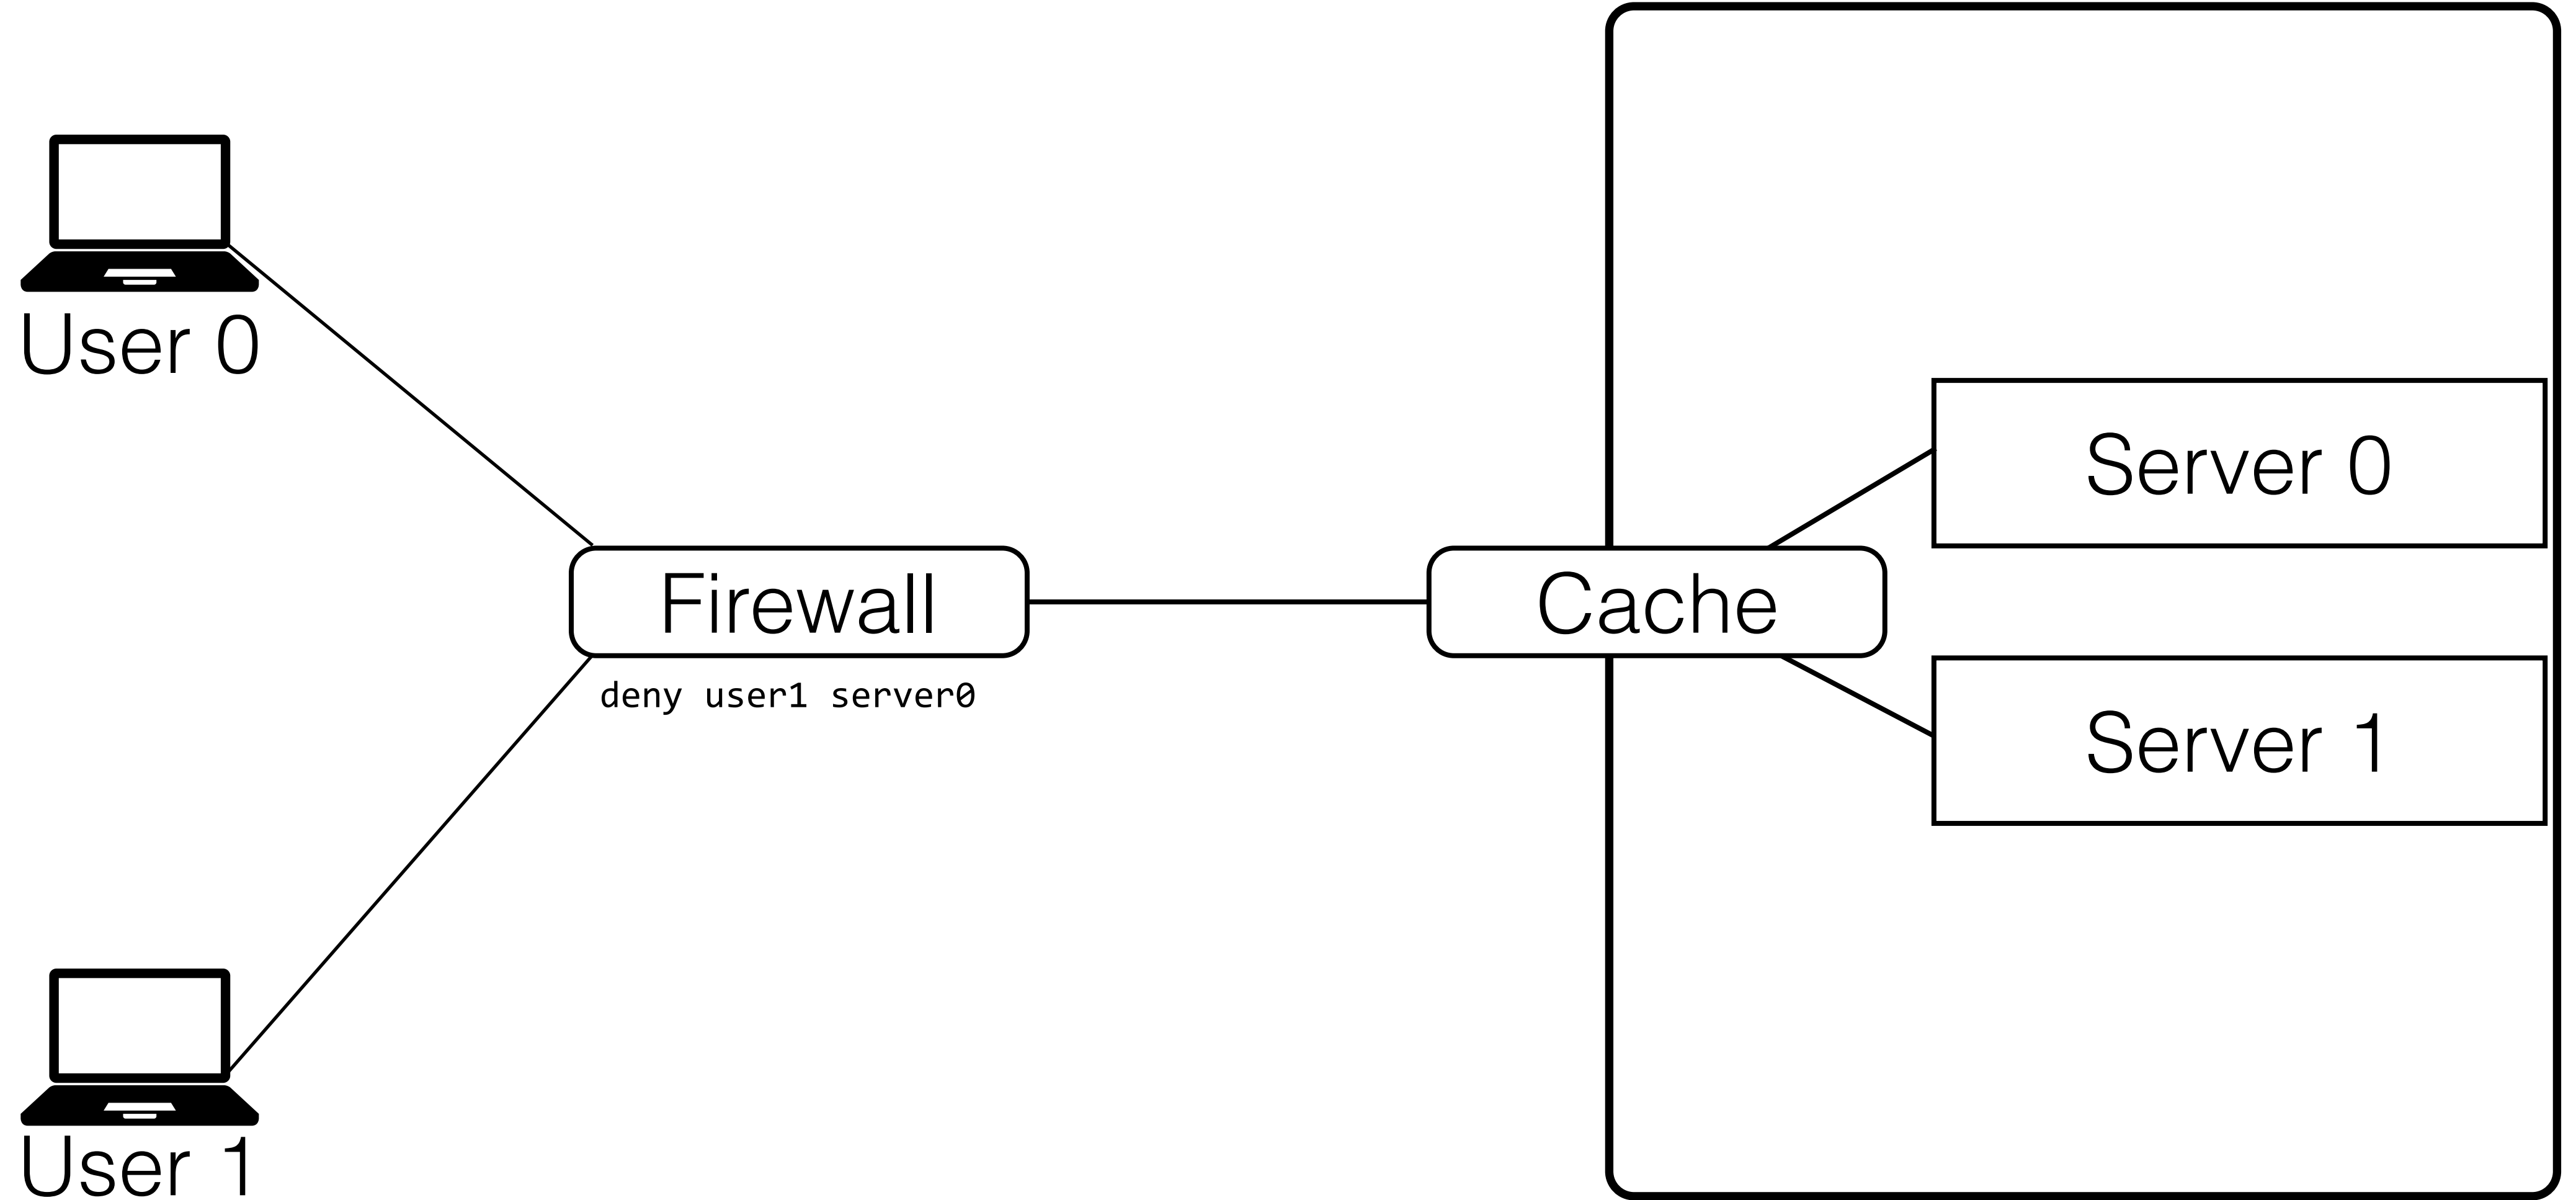 User 0
Firewall
deny user1 server0
Cache
Server 0
Server 1
User 1